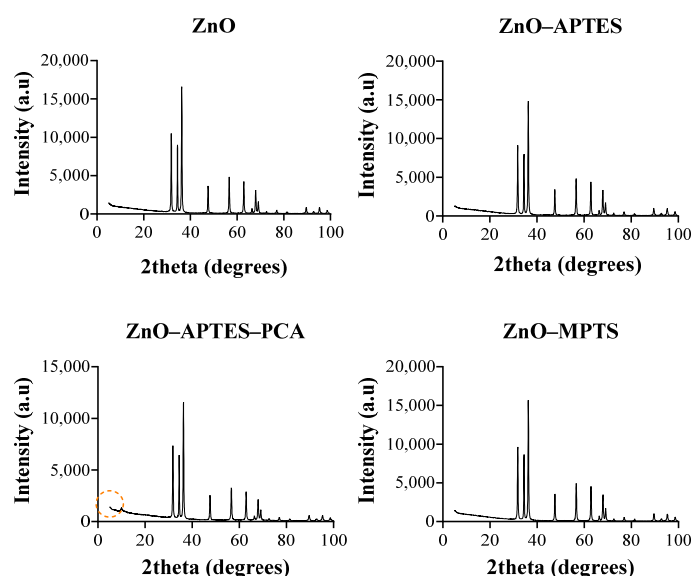 ZnO
Intensity (a.u)
20,000
15,000
10,000
5,000
0
0 20 40 60 80 100
2theta (degrees)
ZnO–APTES
Intensity (a.u)
20,000
15,000
10,000
5,000
0
0 20 40 60 80 100
2theta (degrees)
ZnO–APTES–PCA
Intensity (a.u)
15,000
10,000
5,000
0
0 20 40 60 80 100
2theta (degrees)
ZnO–MPTS
Intensity (a.u)
20,000
15,000
10,000
5,000
0
0 20 40 60 80 100
2theta (degrees)